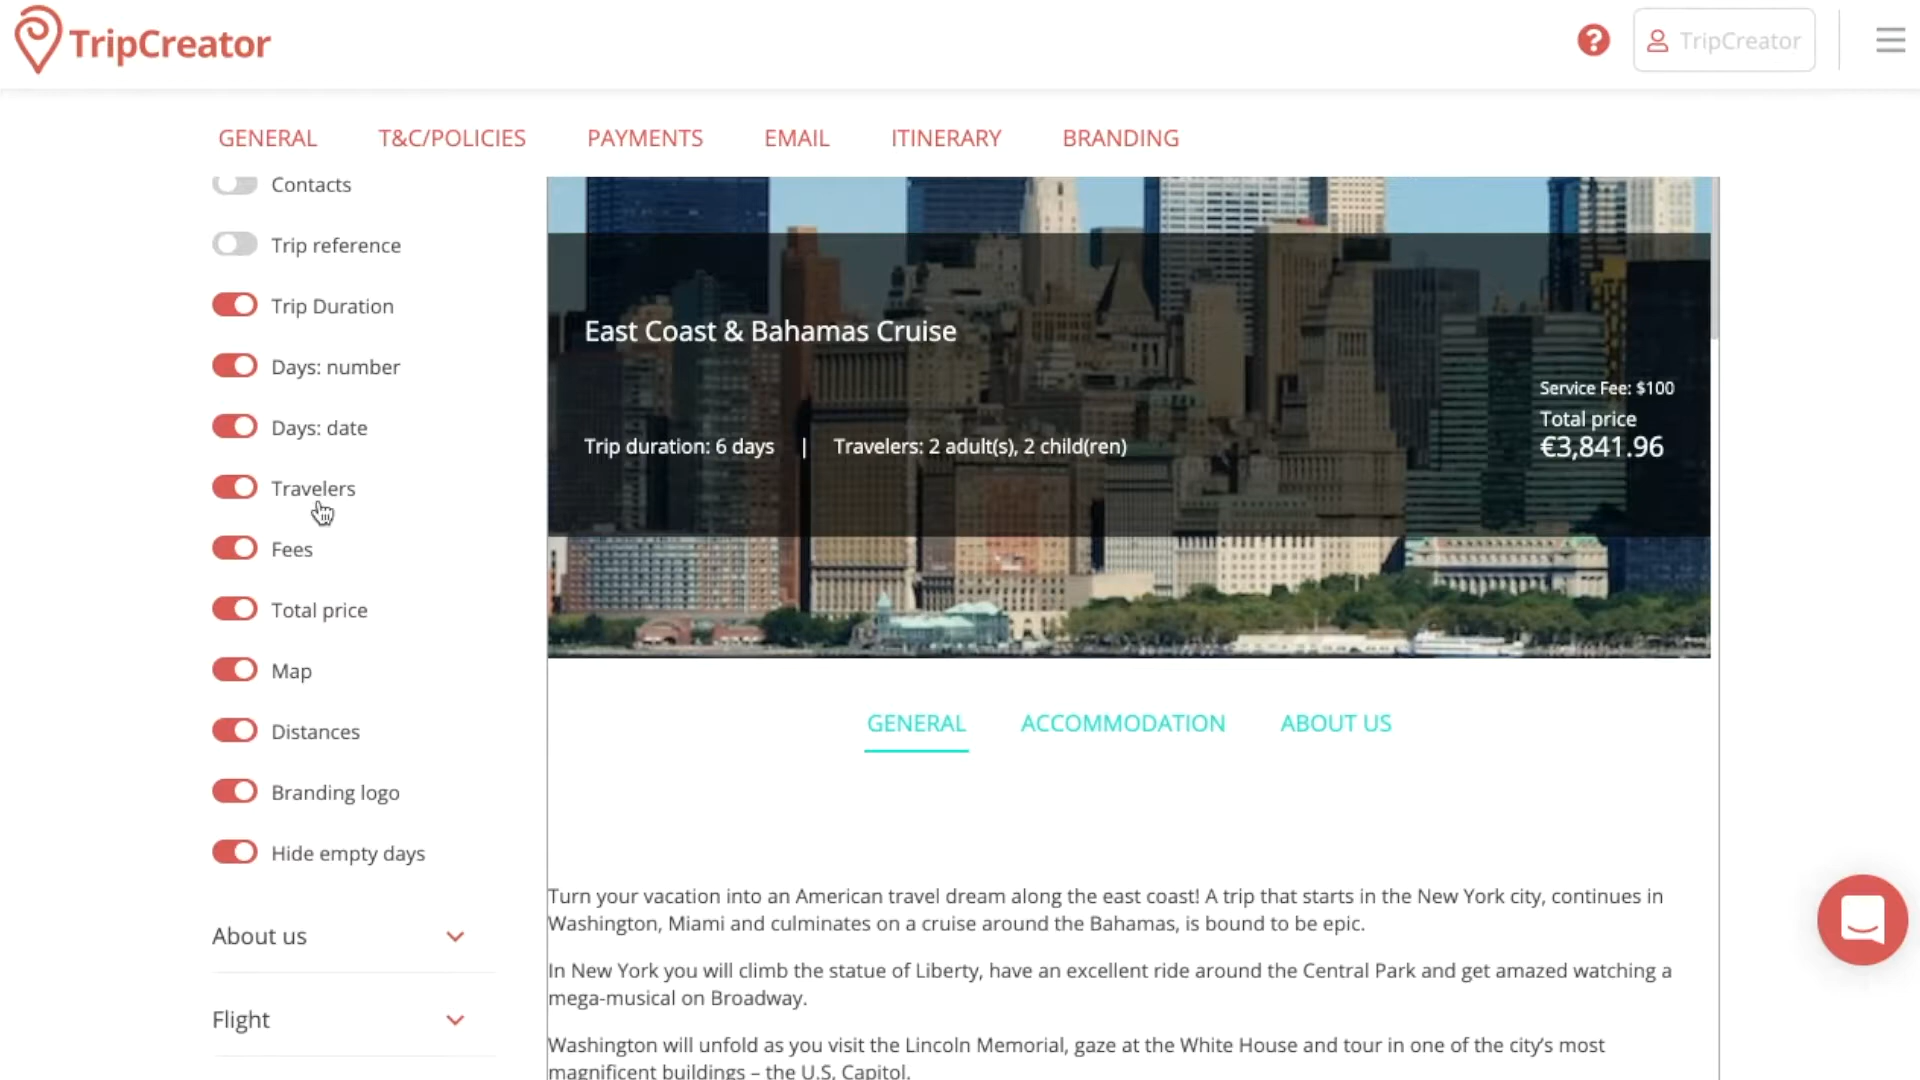 TripCreator
? TripCreator
GENERAL T&C/POLICIES PAYMENTS EMAIL ITINERARY BRANDING
Contacts
Trip reference
Trip Duration
Days: number
Days: date
Travelers
Fees
Total price
Map
Distances
Branding logo
Hide empty days
About us
Flight
East Coast & Bahamas Cruise
Service Fee: $100
Total price
€3,841.96
Trip duration: 6 days | Travelers: 2 adult(s), 2 child(ren)
GENERAL ACCOMMODATION ABOUT US
Turn your vacation into an American travel dream along the east coast! A trip that starts in the New York city, continues in
Washington, Miami and culminates on a cruise around the Bahamas, is bound to be epic.
In New York you will climb the statue of Liberty, have an excellent ride around the Central Park and get amazed watching a
mega-musical on Broadway.
Washington will unfold as you visit the Lincoln Memorial, gaze at the White House and tour in one of the city's most
magnificent buildings – the U.S, Capitol.